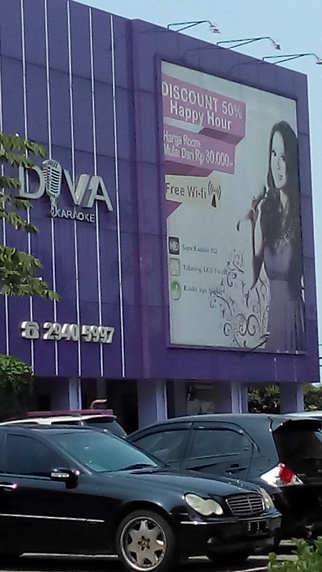 DISCOUNT 50%
Happy Hour
Harga Room
Mulai Dari Rp 30.000
Free Wi-fi
DIVA
KARAOKE
☎ 2940-5997